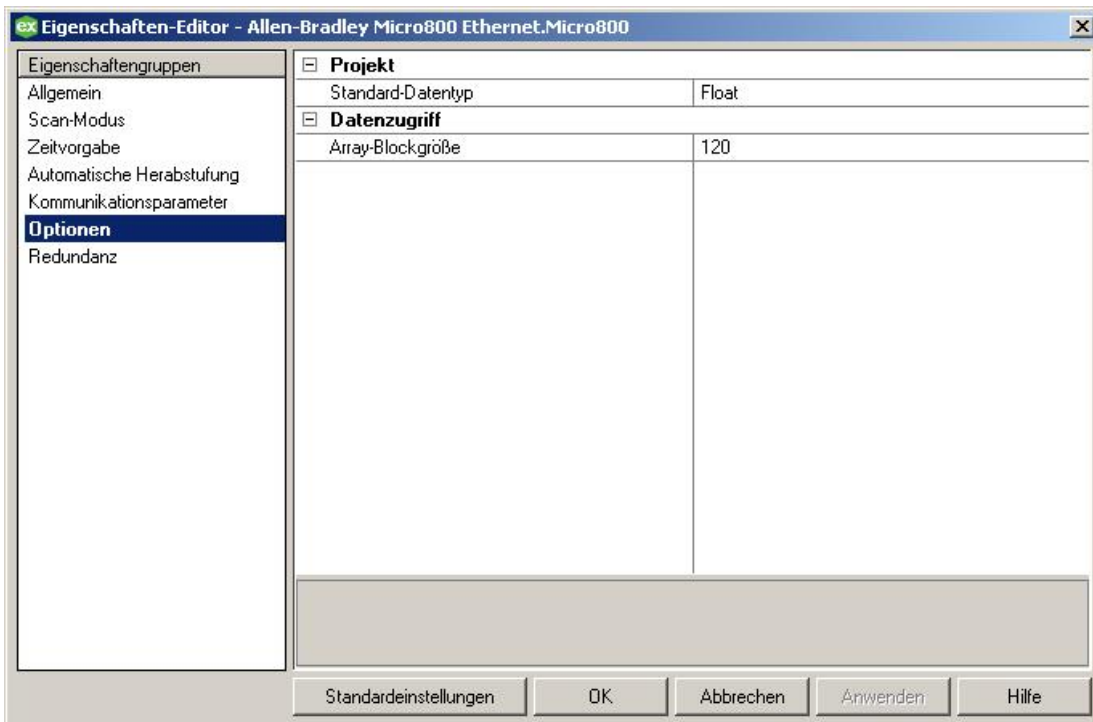 ex Eigenschaften-Editor - Allen-Bradley Micro800 Ethernet.Micro800
Eigenschaftengruppen
Allgemein
Scan-Modus
Zeitvorgabe
Automatische Herabstufung
Kommunikationsparameter
Optionen
Redundanz
Projekt
Standard-Datentyp Float
Datenzugriff
Array-Blockgröße 120
Standardeinstellungen OK Abbrechen Anwenden Hilfe